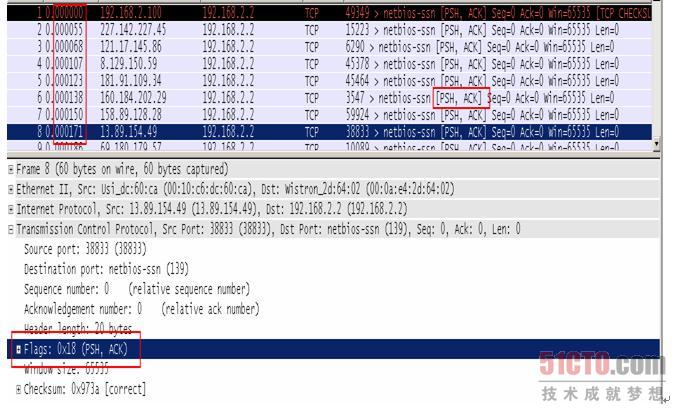 1 0.000000 192.168.2.100 192.168.2.2 TCP 49349 > netbios-ssn [PSH, ACK] Seq=0 Ack=0 Win=65535 [TCP CHECKSU
2 0.000055 227.142.227.45 192.168.2.2 TCP 15223 > netbios-ssn [PSH, ACK] Seq=0 Ack=0 Win=65535 Len=0
3 0.000068 121.17.145.86 192.168.2.2 TCP 6290 > netbios-ssn [PSH, ACK] Seq=0 Ack=0 Win=65535 Len=0
4 0.000107 8.129.150.59 192.168.2.2 TCP 45378 > netbios-ssn [PSH, ACK] Seq=0 Ack=0 Win=65535 Len=0
5 0.000123 181.91.109.34 192.168.2.2 TCP 45464 > netbios-ssn [PSH, ACK] Seq=0 Ack=0 Win=65535 Len=0
6 0.000138 160.184.202.29 192.168.2.2 TCP 3547 > netbios-ssn [PSH, ACK] Seq=0 Ack=0 Win=65535 Len=0
7 0.000150 158.89.128.28 192.168.2.2 TCP 59924 > netbios-ssn [PSH, ACK] Seq=0 Ack=0 Win=65535 Len=0
8 0.000171 13.89.154.49 192.168.2.2 TCP 38833 > netbios-ssn [PSH, ACK] Seq=0 Ack=0 Win=65535 Len=0
9 0.000186 69.180.179.57 192.168.2.2 TCP 10089 > netbios-ssn [PSH, ACK] Seq=0 Ack=0 Win=65535 Len=0
Frame 8 (60 bytes on wire, 60 bytes captured)
Ethernet II, Src: Usi_dc:60:ca (00:10:c6:dc:60:ca), Dst: Wistron_2d:64:02 (00:0a:e4:2d:64:02)
Internet Protocol, Src: 13.89.154.49 (13.89.154.49), Dst: 192.168.2.2 (192.168.2.2)
Transmission Control Protocol, Src Port: 38833 (38833), Dst Port: netbios-ssn (139), Seq: 0, Ack: 0, Len: 0
Source port: 38833 (38833)
Destination port: netbios-ssn (139)
Sequence number: 0 (relative sequence number)
Acknowledgement number: 0 (relative ack number)
Header length: 20 bytes
Flags: 0x18 (PSH, ACK)
Window size: 65535
Checksum: 0x973a [correct]
51CTO.com
技术成就梦想